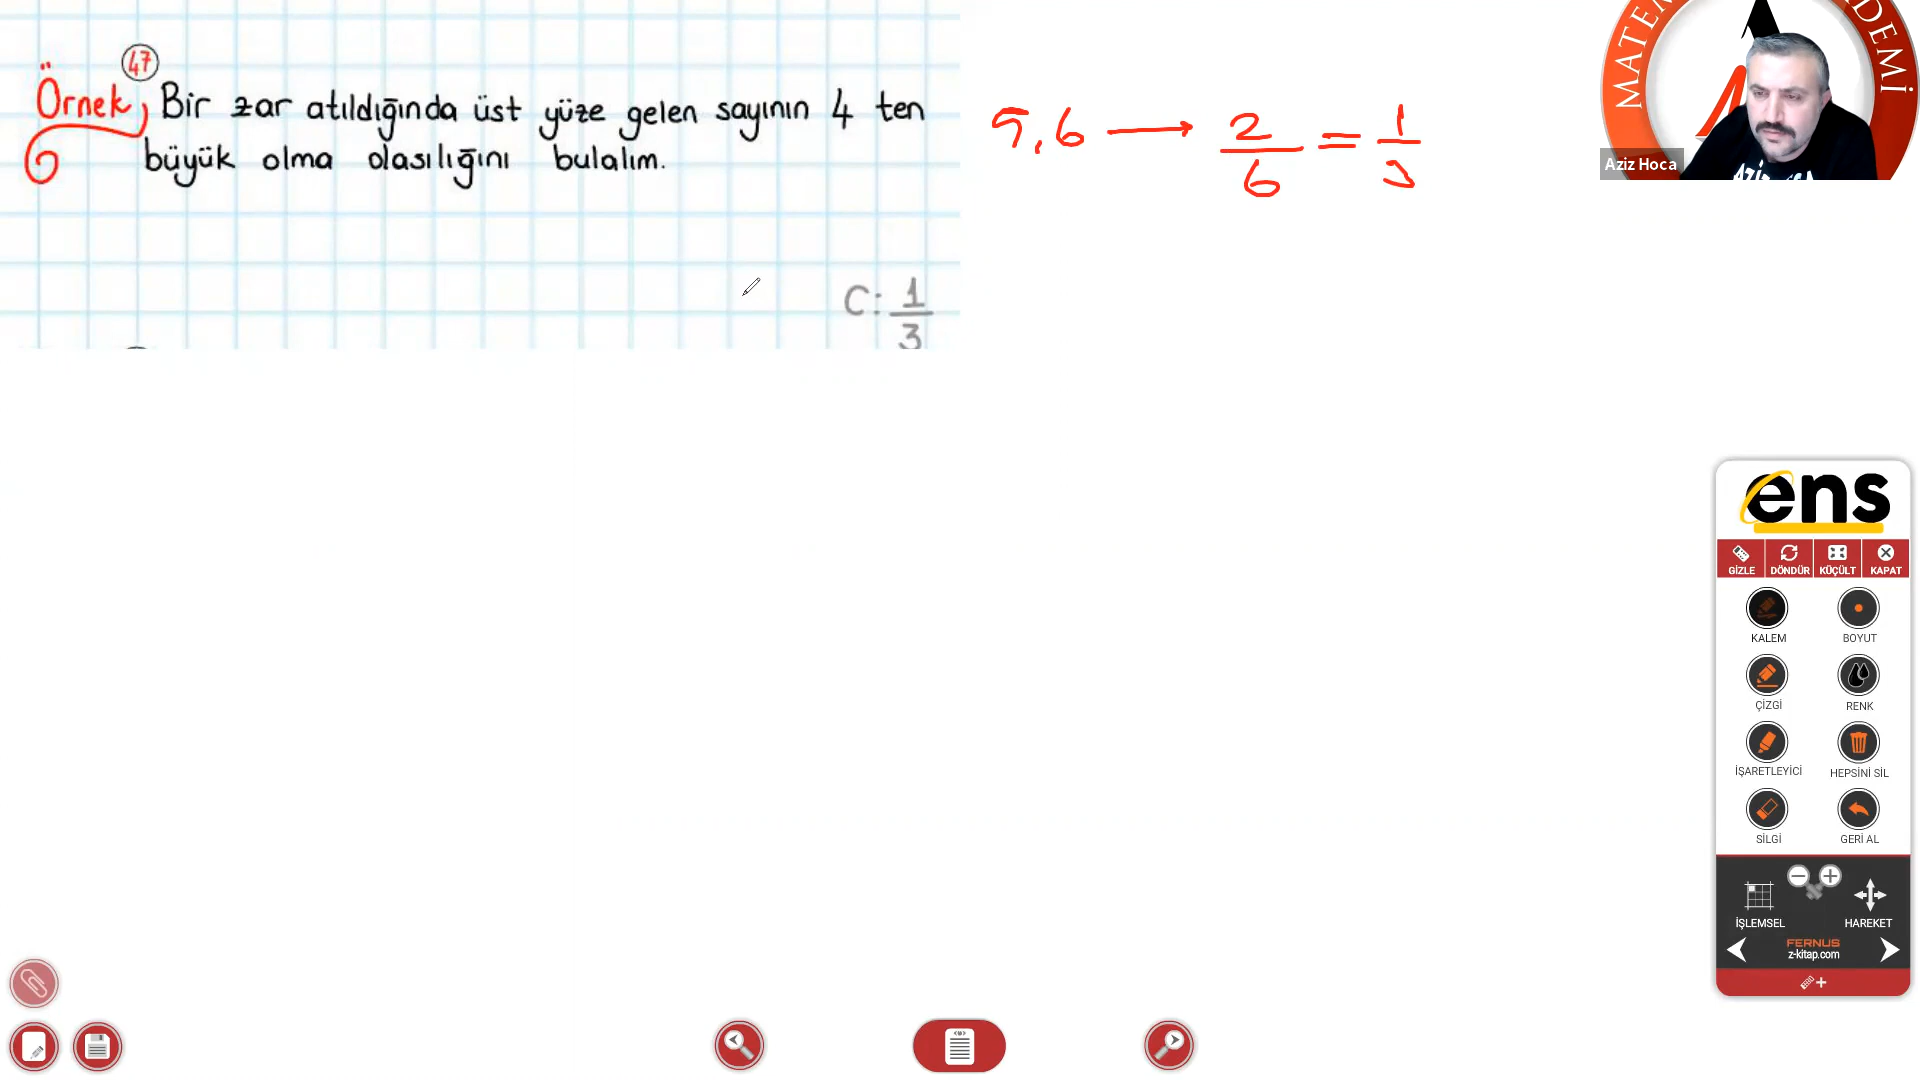 47
Örnek, Bir zar atıldığında üst yüze gelen sayının 4 ten
büyük olma olasılığını bulalım.
C: 1/3
5,6 → 2/6 = 1/3
MATEM
DEMİ
Aziz Hoca
ens
GİZLE DÖNDÜR KÜÇÜLT KAPAT
KALEM BOYUT
ÇİZGİ RENK
İŞARETLEYİCİ HEPSİNİ SİL
SİLGİ GERİ AL
İŞLEMSEL HAREKET
FERNUS
z-kitap.com